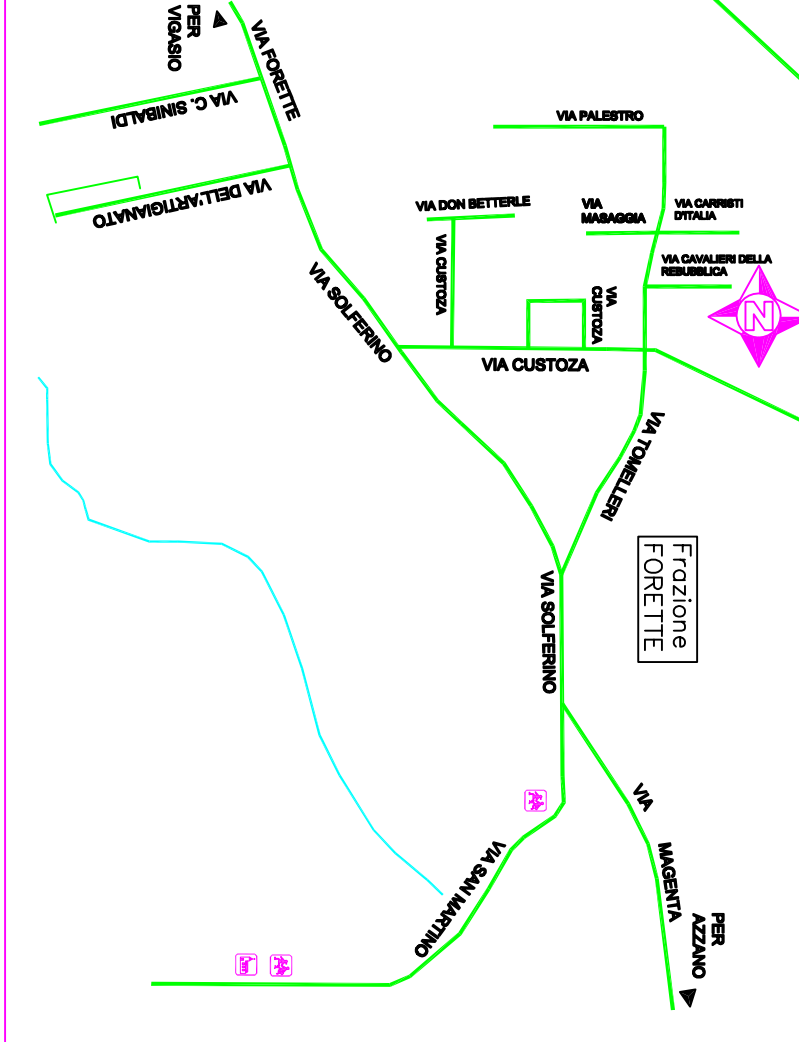 PER
VIGASIO
VIA FORETTE
VIA C. SINIBALDI
VIA DELL'ARTIGIANATO
VIA PALESTRO
VIA DON BETTERLE
VIA
MASAGGIA
VIA CARRISTI
D'ITALIA
VIA CUSTOZA
VIA CAVALIERI DELLA
REBUBBLICA
VIA SOLFERINO
VIA
CUSTOZA
N
VIA CUSTOZA
VIA TOMELLERI
Frazione
FORETTE
VIA SOLFERINO
VIA
MAGENTA
VIA SAN MARTINO
PER
AZZANO